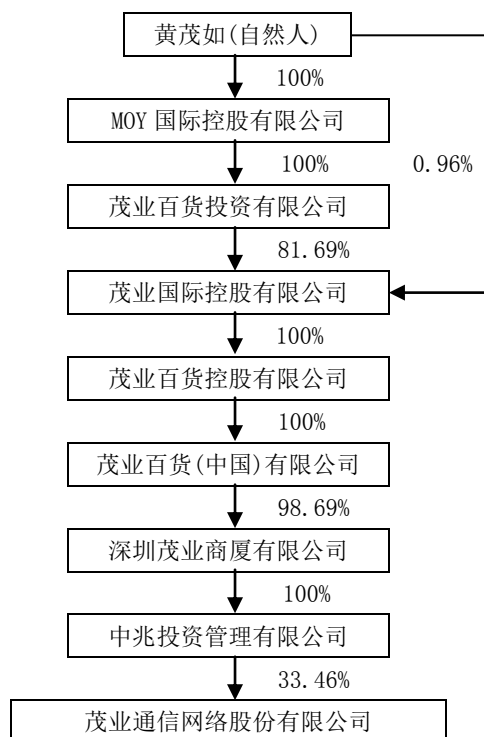 黄茂如(自然人)
100%
MOY 国际控股有限公司
100% 0.96%
茂业百货投资有限公司
81.69%
茂业国际控股有限公司
100%
茂业百货控股有限公司
100%
茂业百货(中国)有限公司
98.69%
深圳茂业商厦有限公司
100%
中兆投资管理有限公司
33.46%
茂业通信网络股份有限公司